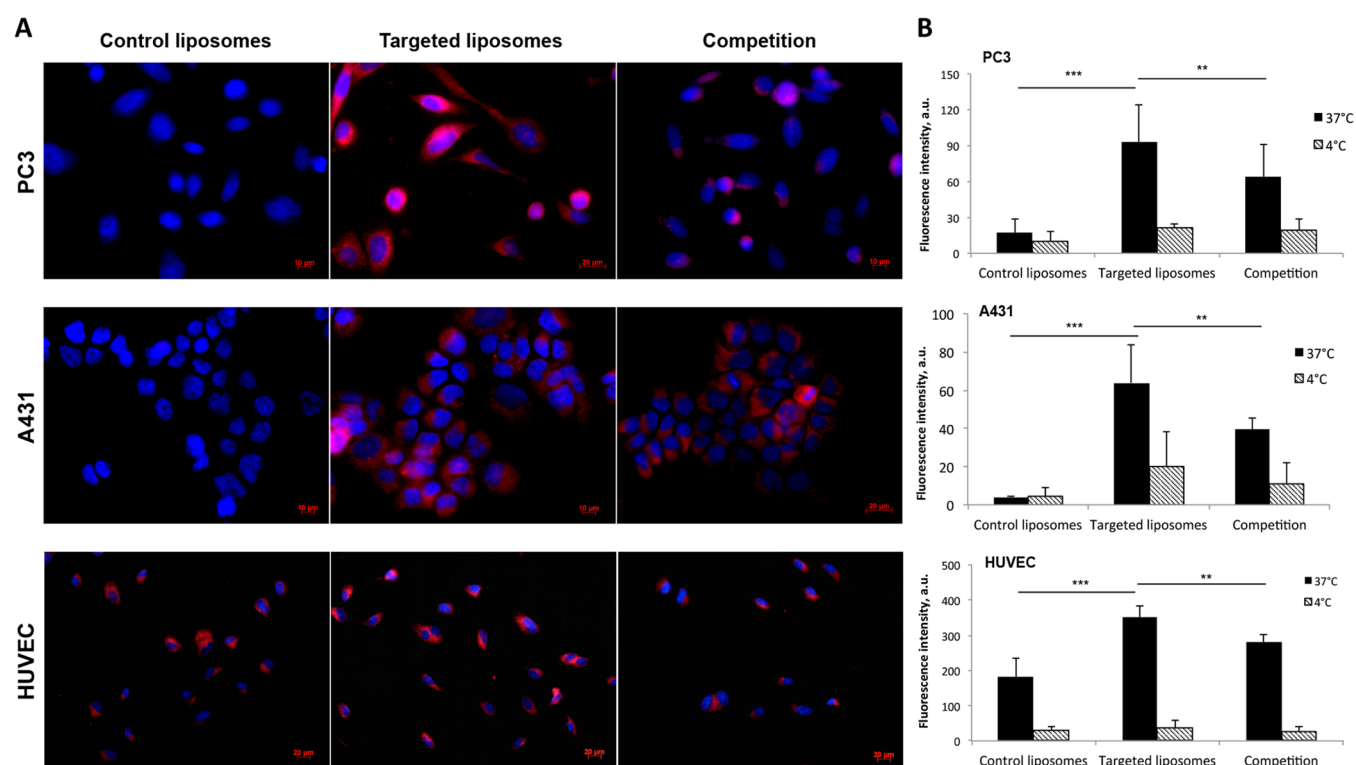 A
Control liposomes
Targeted liposomes
Competition
PC3
10 µm
20 µm
10 µm
A431
10 µm
10 µm
20 µm
HUVEC
20 µm
20 µm
20 µm
B
PC3
Fluorescence intensity, a.u.
150
120
90
60
30
0
***
**
37°C
4°C
Control liposomes
Targeted liposomes
Competition
A431
Fluorescence intensity, a.u.
100
80
60
40
20
0
***
**
37°C
4°C
Control liposomes
Targeted liposomes
Competition
HUVEC
Fluorescence intensity, a.u.
500
400
300
200
100
0
***
**
37°C
4°C
Control liposomes
Targeted liposomes
Competition